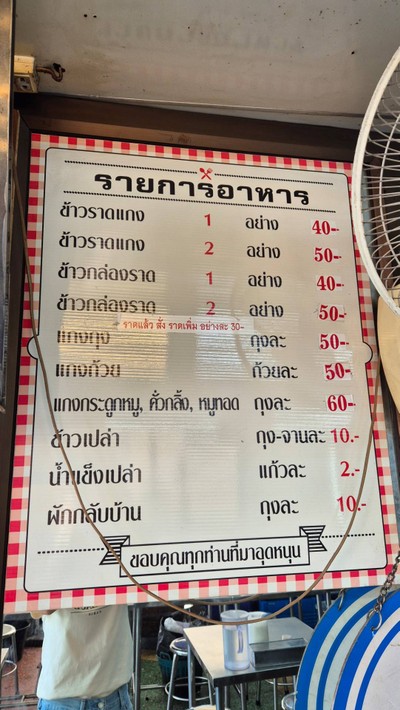 รายการอาหาร
ข้าวราดแกง 1 อย่าง 40.-
ข้าวราดแกง 2 อย่าง 50.-
ข้าวกล่องราด 1 อย่าง 40.-
ข้าวกล่องราด 2 อย่าง 50.-
ราดแล้ว สั่ง ราดเพิ่ม อย่างละ 30-
แกงถุง ถุงละ 50.-
แกงถ้วย ถ้วยละ 50.-
แกงกระดูกหมู, คั่วกลิ้ง, หมูทอด ถุงละ 60.-
ข้าวเปล่า ถุง-จานละ 10.-
น้ำแข็งเปล่า แก้วละ 2.-
ผักกลับบ้าน ถุงละ 10.-
ขอบคุณทุกท่านที่มาอุดหนุน